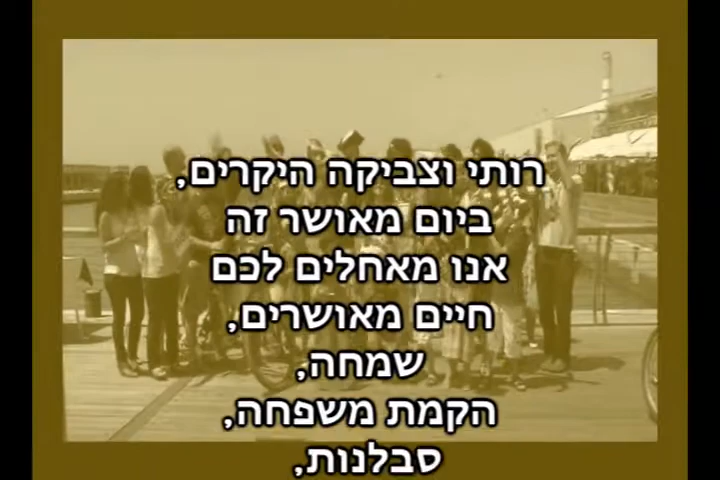 רותי וצביקה היקרים,
ביום מאושר זה
אנו מאחלים לכם
חיים מאושרים,
שמחה,
הקמת משפחה,
סבלנות,